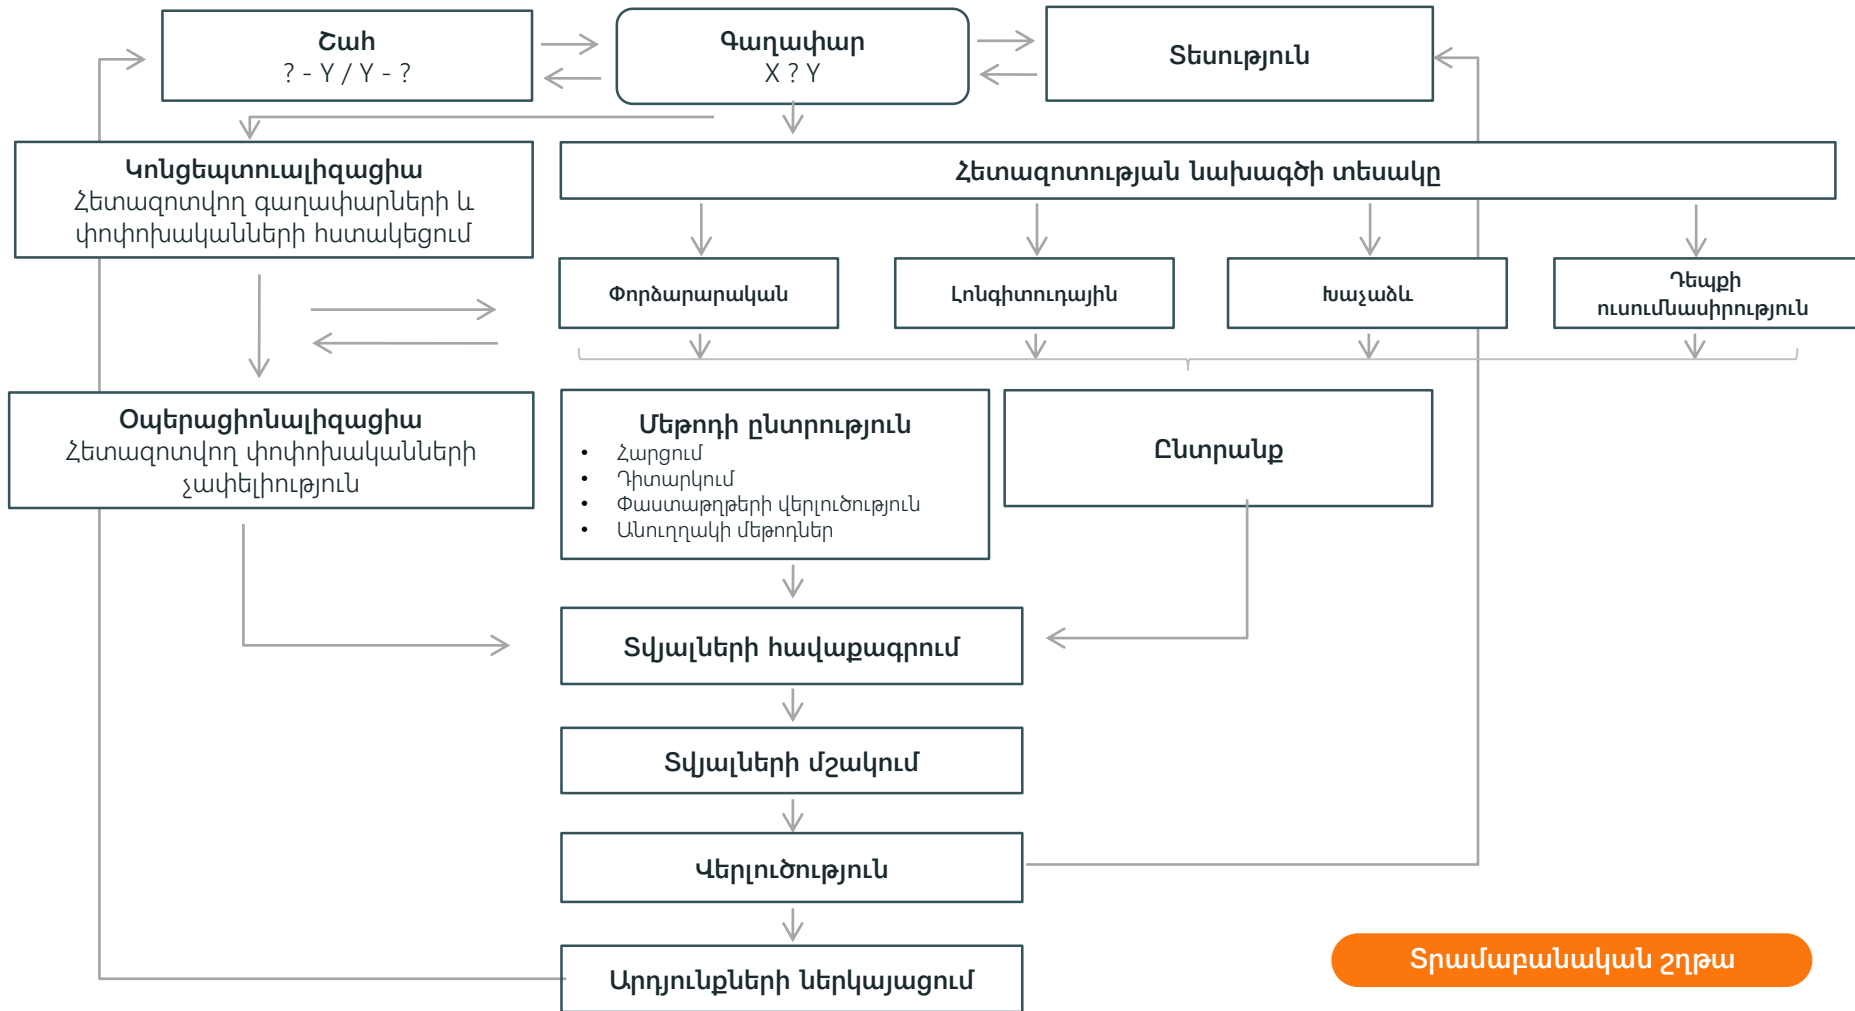 Շահ
? - Y / Y - ?
Գաղափար
X ? Y
Տեսություն
Կոնցեպտուալիզացիա
Հետազոտվող գաղափարների և
փոփոխականների հստակեցում
Հետազոտության նախագծի տեսակը
Փորձարարական
Լոնգիտուդային
Խաչաձև
Դեպքի
ուսումնասիրություն
Օպերացիոնալիզացիա
Հետազոտվող փոփոխականների
չափելիություն
Մեթոդի ընտրություն
• Հարցում
• Դիտարկում
• Փաստաթղթերի վերլուծություն
• Անուղղակի մեթոդներ
Ընտրանք
Տվյալների հավաքագրում
Տվյալների մշակում
Վերլուծություն
Արդյունքների ներկայացում
Տրամաբանական շղթա